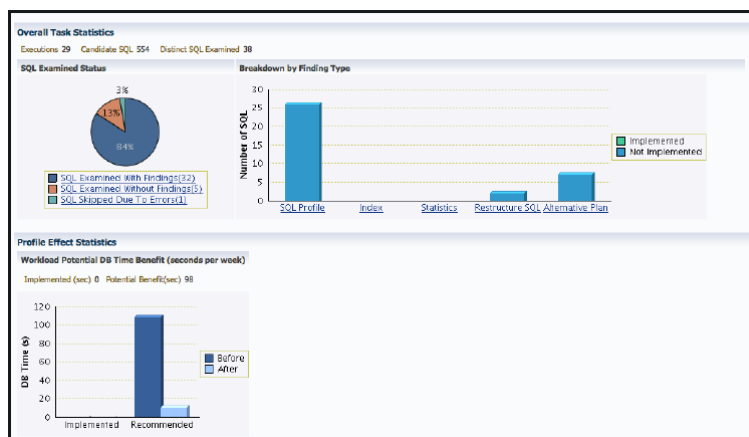 Overall Task Statistics
Executions 29 Candidate SQL 554 Distinct SQL Examined 38
SQL Examined Status
3%
13%
84%
SQL Examined With Findings(32)
SQL Examined Without Findings(5)
SQL Skipped Due To Errors(1)
Breakdown by Finding Type
Number of SQL
30
25
20
15
10
5
0
SQL Profile Index Statistics Restructure SQL Alternative Plan
Implemented
Not Implemented
Profile Effect Statistics
Workload Potential DB Time Benefit (seconds per week)
Implemented (sec) 0 Potential Benefit(sec) 98
DB Time (s)
120
100
80
60
40
20
0
Implemented Recommended
Before
After